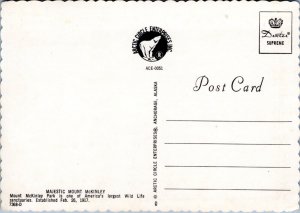 ARCTIC CIRCLE ENTERPRISES, INC.
ACE-0051
Dexter
SUPREME
Post Card
© ARCTIC CIRCLE ENTERPRISES®, ANCHORAGE, ALASKA
MAJESTIC MOUNT McKINLEY
Mount McKinley Park is one of America's largest Wild Life
sanctuaries. Established Feb. 26, 1917.
7368-D